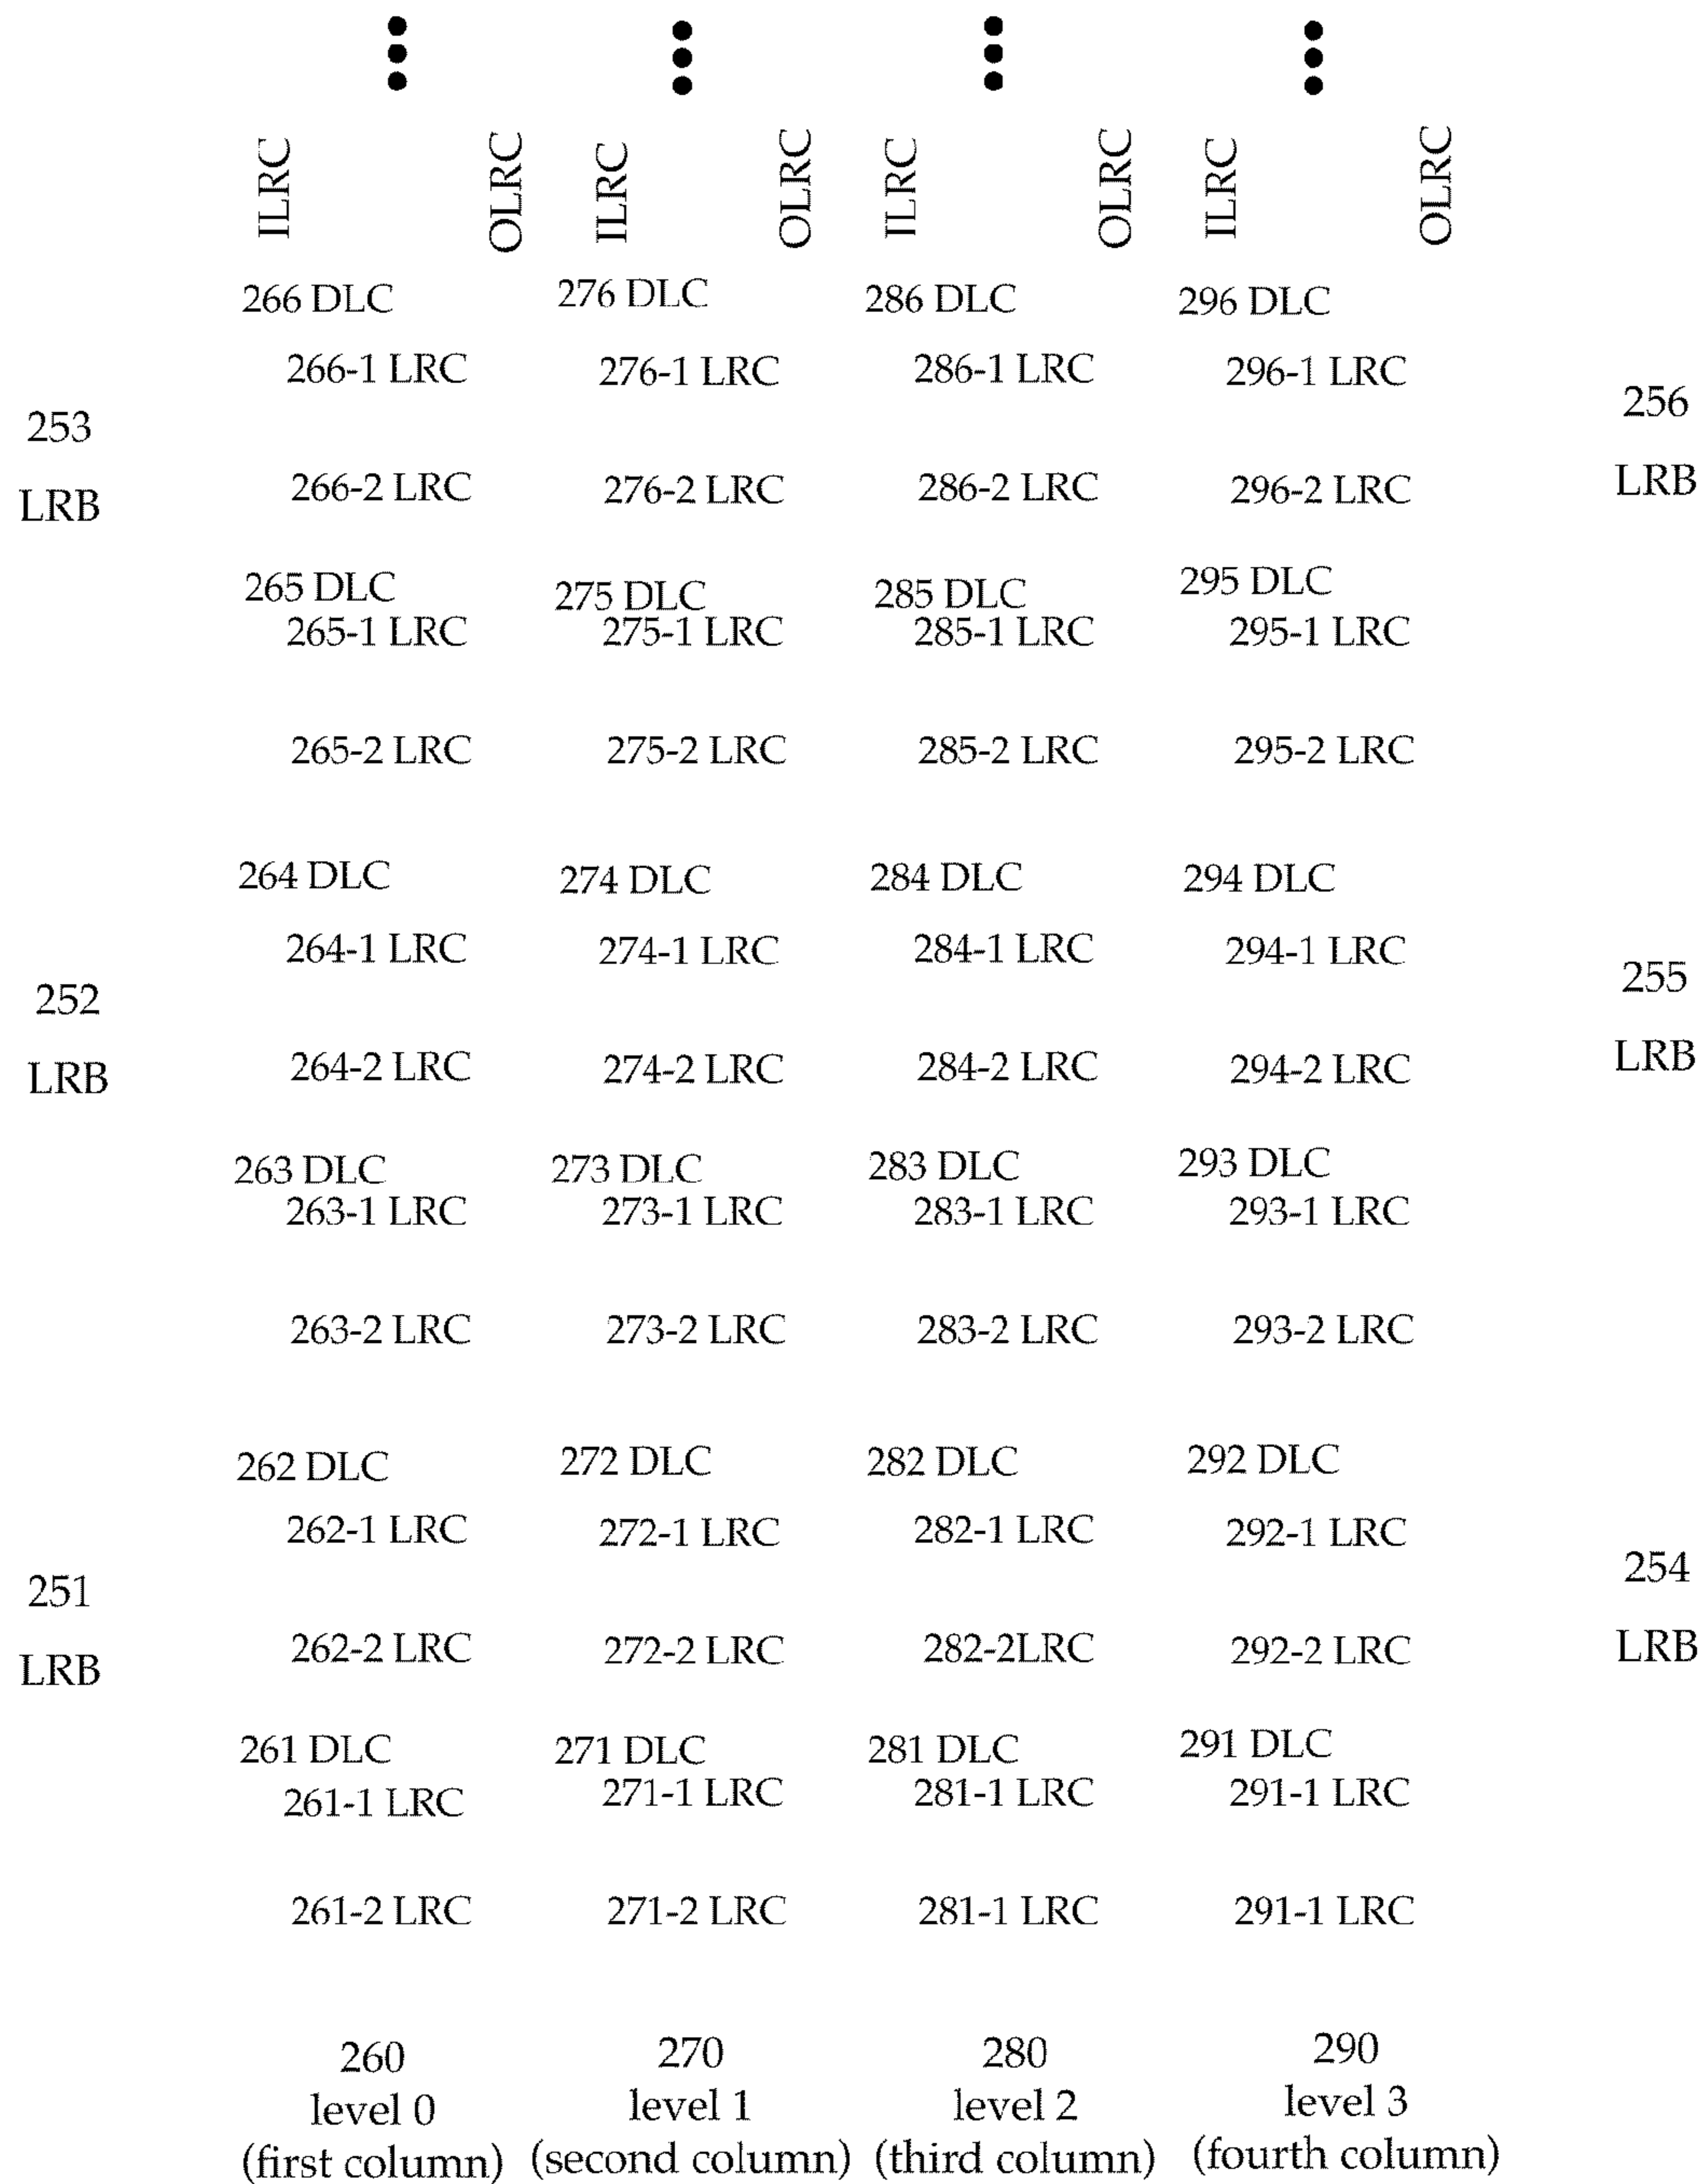 ILRC OLRC ILRC OLRC ILRC OLRC ILRC OLRC
266 DLC 276 DLC 286 DLC 296 DLC
266-1 LRC 276-1 LRC 286-1 LRC 296-1 LRC
253 256
LRB LRB
266-2 LRC 276-2 LRC 286-2 LRC 296-2 LRC
265 DLC 275 DLC 285 DLC 295 DLC
265-1 LRC 275-1 LRC 285-1 LRC 295-1 LRC
265-2 LRC 275-2 LRC 285-2 LRC 295-2 LRC
264 DLC 274 DLC 284 DLC 294 DLC
264-1 LRC 274-1 LRC 284-1 LRC 294-1 LRC
252 255
LRB LRB
264-2 LRC 274-2 LRC 284-2 LRC 294-2 LRC
263 DLC 273 DLC 283 DLC 293 DLC
263-1 LRC 273-1 LRC 283-1 LRC 293-1 LRC
263-2 LRC 273-2 LRC 283-2 LRC 293-2 LRC
262 DLC 272 DLC 282 DLC 292 DLC
262-1 LRC 272-1 LRC 282-1 LRC 292-1 LRC
251 254
LRB LRB
262-2 LRC 272-2 LRC 282-2LRC 292-2 LRC
261 DLC 271 DLC 281 DLC 291 DLC
261-1 LRC 271-1 LRC 281-1 LRC 291-1 LRC
261-2 LRC 271-2 LRC 281-1 LRC 291-1 LRC
260 270 280 290
level 0 level 1 level 2 level 3
(first column) (second column) (third column) (fourth column)